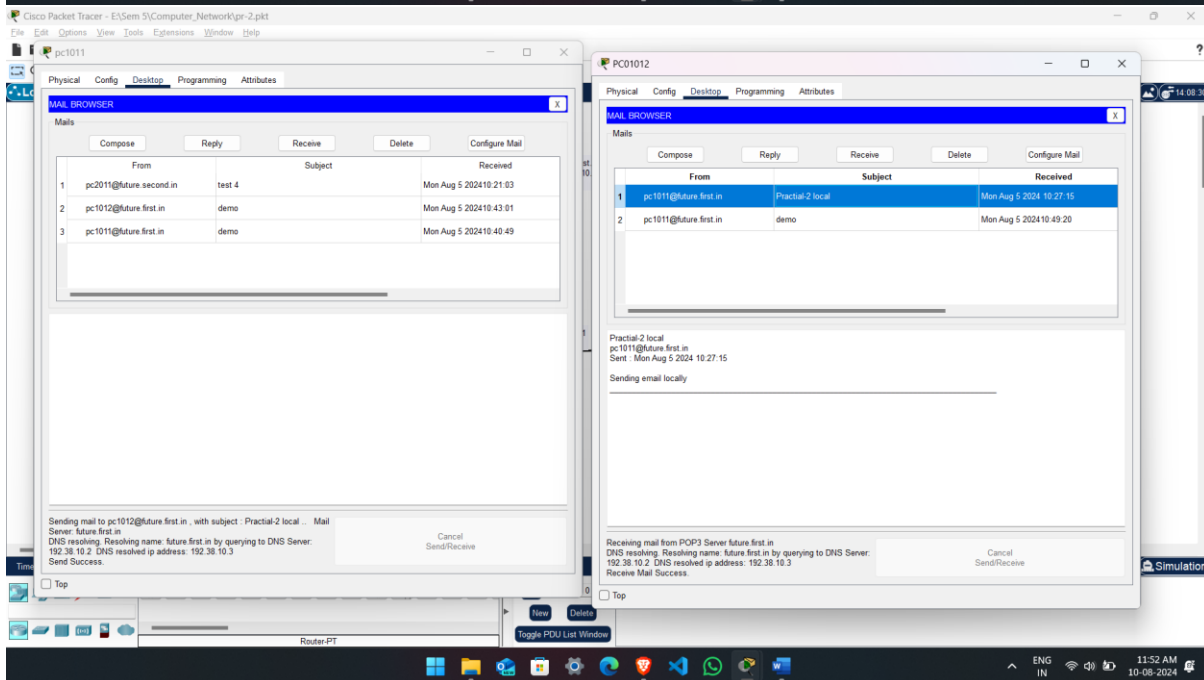 Cisco Packet Tracer - E:\Sem 5\Computer_Network\pr-2.pkt
File Edit Options View Tools Extensions Window Help
pc1011
Physical Config Desktop Programming Attributes
MAIL BROWSER X
Mails
Compose Reply Receive Delete Configure Mail
From Subject Received
1 pc2011@future.second.in test 4 Mon Aug 5 202410:21:03
2 pc1012@future.first.in demo Mon Aug 5 202410:43:01
3 pc1011@future.first.in demo Mon Aug 5 202410:40:49
Sending mail to pc1012@future.first.in , with subject : Practial-2 local .. Mail
Server: future.first.in
DNS resolving. Resolving name: future.first.in by querying to DNS Server:
192.38.10.2 DNS resolved ip address: 192.38.10.3
Send Success.
Cancel
Send/Receive
Top
PC01012
Physical Config Desktop Programming Attributes
MAIL BROWSER X
Mails
Compose Reply Receive Delete Configure Mail
From Subject Received
1 pc1011@future.first.in Practial-2 local Mon Aug 5 2024 10:27:15
2 pc1011@future.first.in demo Mon Aug 5 202410:49:20
Practial-2 local
pc1011@future.first.in
Sent : Mon Aug 5 2024 10:27:15
Sending email locally
Receiving mail from POP3 Server future.first.in
DNS resolving. Resolving name: future.first.in by querying to DNS Server:
192.38.10.2 DNS resolved ip address: 192.38.10.3
Receive Mail Success.
Cancel
Send/Receive
Top
?
14:08:30
Time
Simulation
New Delete
Toggle PDU List Window
Router-PT
ENG
IN
11:52 AM
10-08-2024